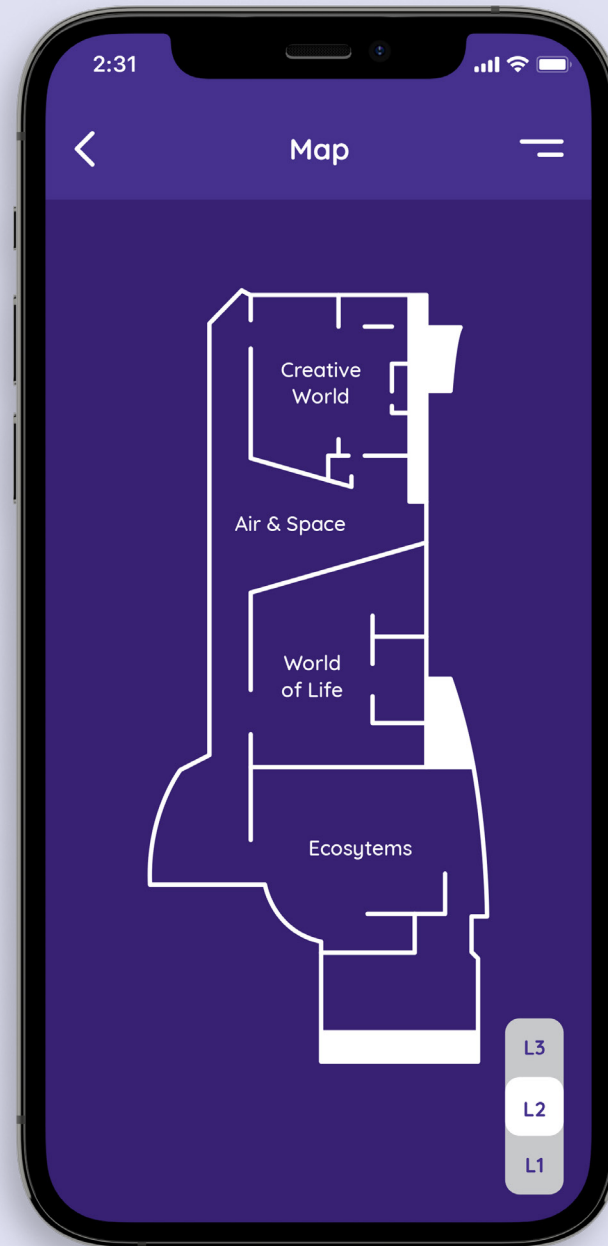 2:31
Map
Creative
World
Air & Space
World
of Life
Ecosytems
L3
L2
L1